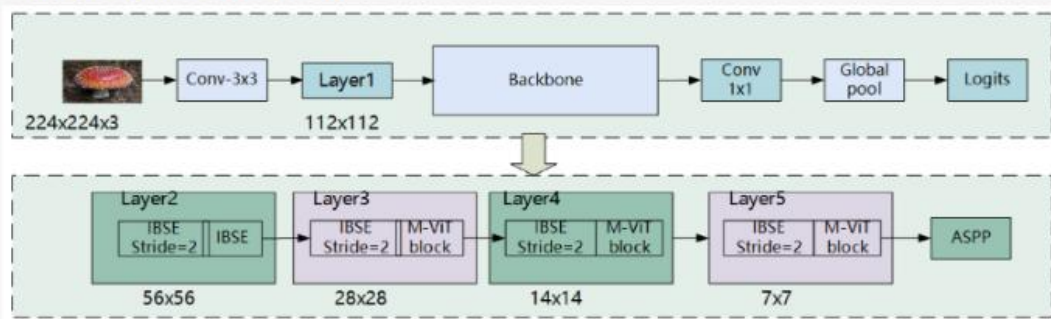 Conv-3x3
Layer1
Backbone
Conv
1x1
Global
pool
Logits
224x224x3
112x112
Layer2
IBSE
Stride=2
IBSE
Layer3
IBSE
Stride=2
M-ViT
block
Layer4
IBSE
Stride=2
M-ViT
block
Layer5
IBSE
Stride=2
M-ViT
block
ASPP
56x56
28x28
14x14
7x7